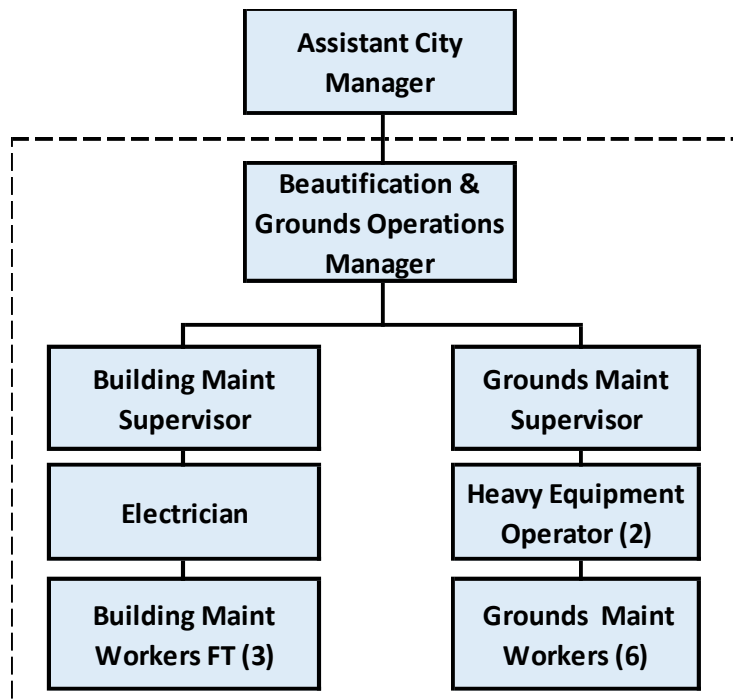 Assistant City
Manager
Beautification &
Grounds Operations
Manager
Building Maint
Supervisor
Grounds Maint
Supervisor
Electrician
Heavy Equipment
Operator (2)
Building Maint
Workers FT (3)
Grounds  Maint
Workers (6)